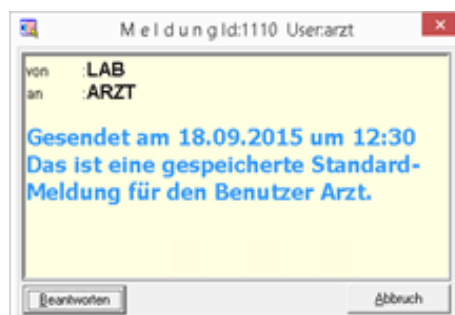 M e l d u n g Id:1110 User:arzt
von :LAB
an :ARZT
Gesendet am 18.09.2015 um 12:30
Das ist eine gespeicherte Standard-
Meldung für den Benutzer Arzt.
Beantworten Abbruch